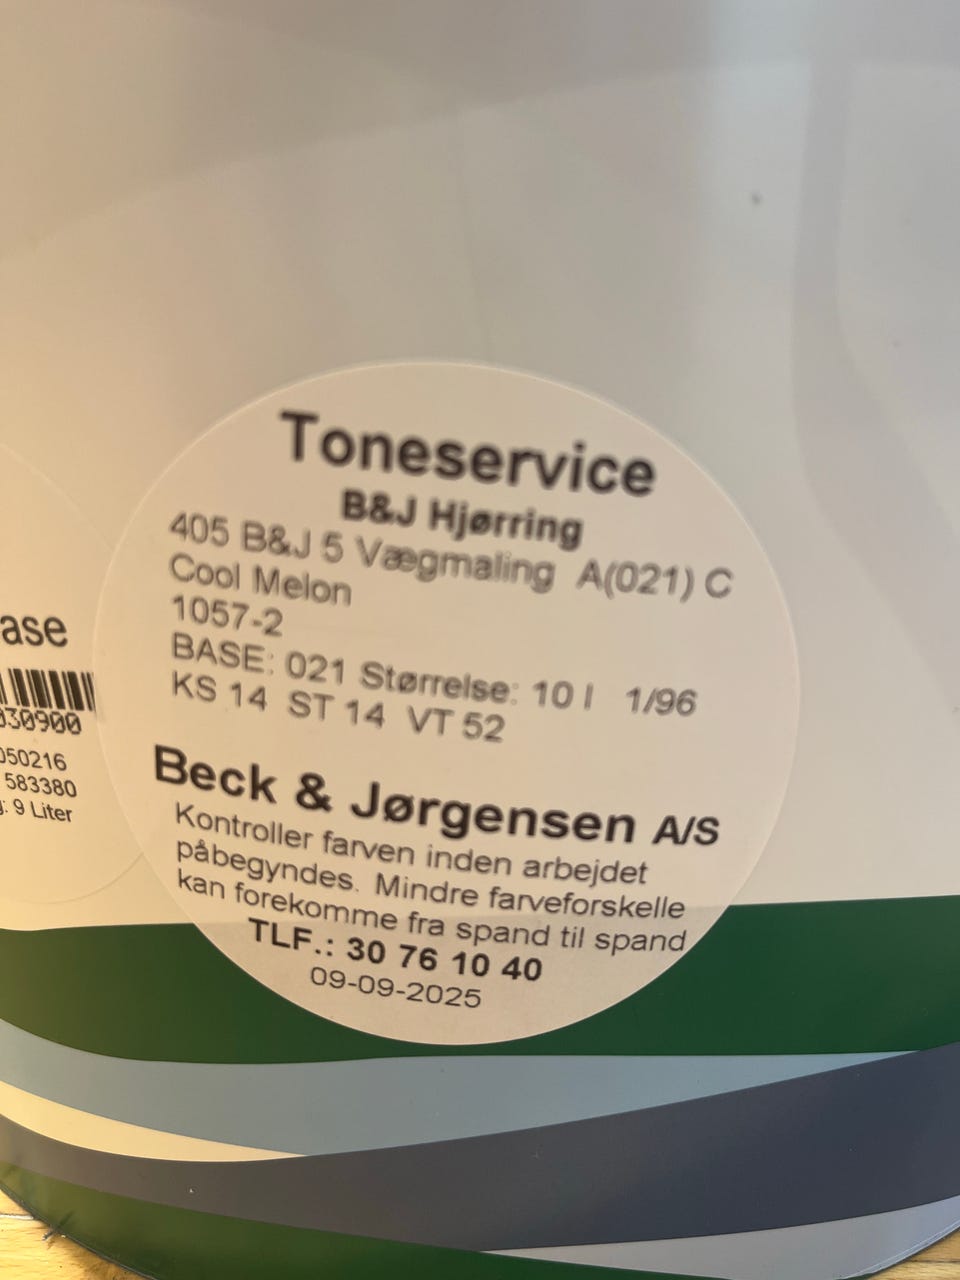 Toneservice
B&J Hjørring
405 B&J 5 Vægmaling A(021) C
Cool Melon
1057-2
BASE: 021 Størrelse: 10 l 1/96
KS 14 ST 14 VT 52
Beck & Jørgensen A/S
Kontroller farven inden arbejdet
påbegyndes. Mindre farveforskelle
kan forekomme fra spand til spand
TLF.: 30 76 10 40
09-09-2025
ase
030900
050216
583380
: 9 Liter